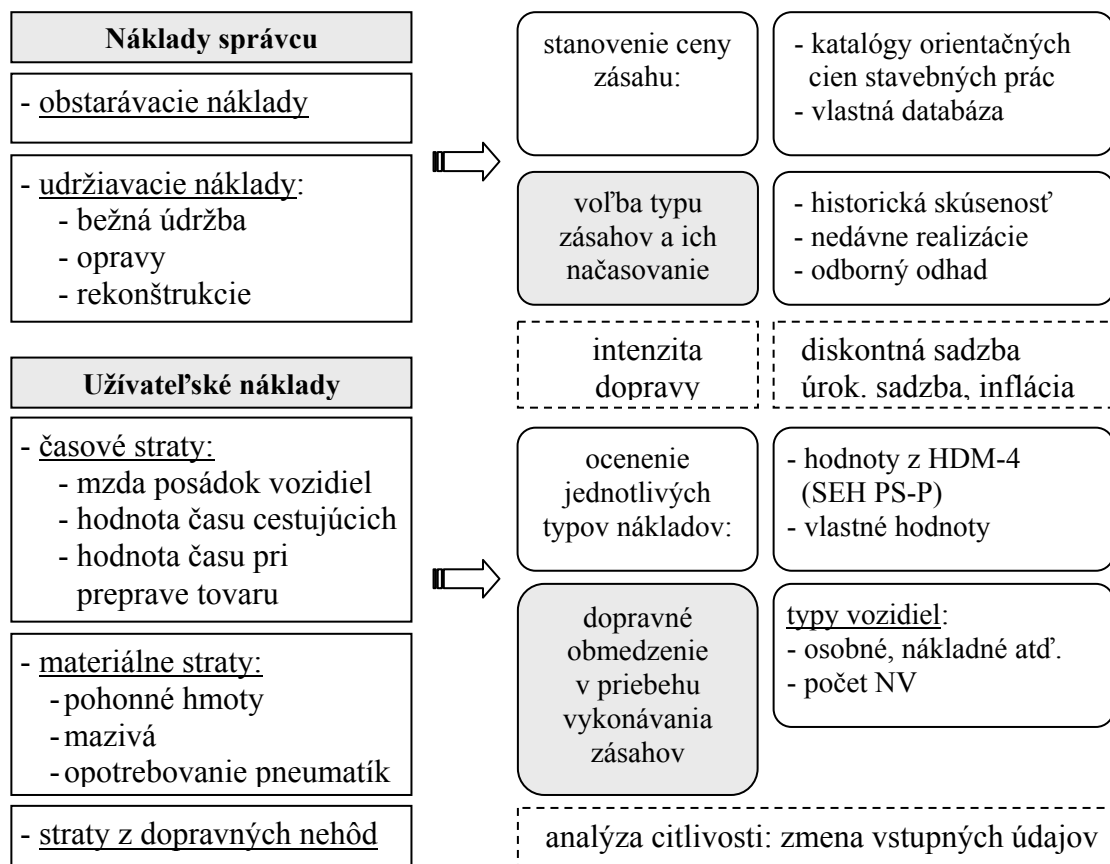 Náklady správcu
- obstarávacie náklady
- udržiavacie náklady:
- bežná údržba
- opravy
- rekonštrukcie
stanovenie ceny
zásahu:
- katalógy orientačných
cien stavebných prác
- vlastná databáza
voľba typu
zásahov a ich
načasovanie
- historická skúsenosť
- nedávne realizácie
- odborný odhad
intenzita
dopravy
diskontná sadzba
úrok. sadzba, inflácia
Užívateľské náklady
- časové straty:
- mzda posádok vozidiel
- hodnota času cestujúcich
- hodnota času pri
preprave tovaru
- materiálne straty:
- pohonné hmoty
- mazivá
- opotrebovanie pneumatík
- straty z dopravných nehôd
ocenenie
jednotlivých
typov nákladov:
- hodnoty z HDM-4
(SEH PS-P)
- vlastné hodnoty
dopravné
obmedzenie
v priebehu
vykonávania
zásahov
typy vozidiel:
- osobné, nákladné atď.
- počet NV
analýza citlivosti: zmena vstupných údajov